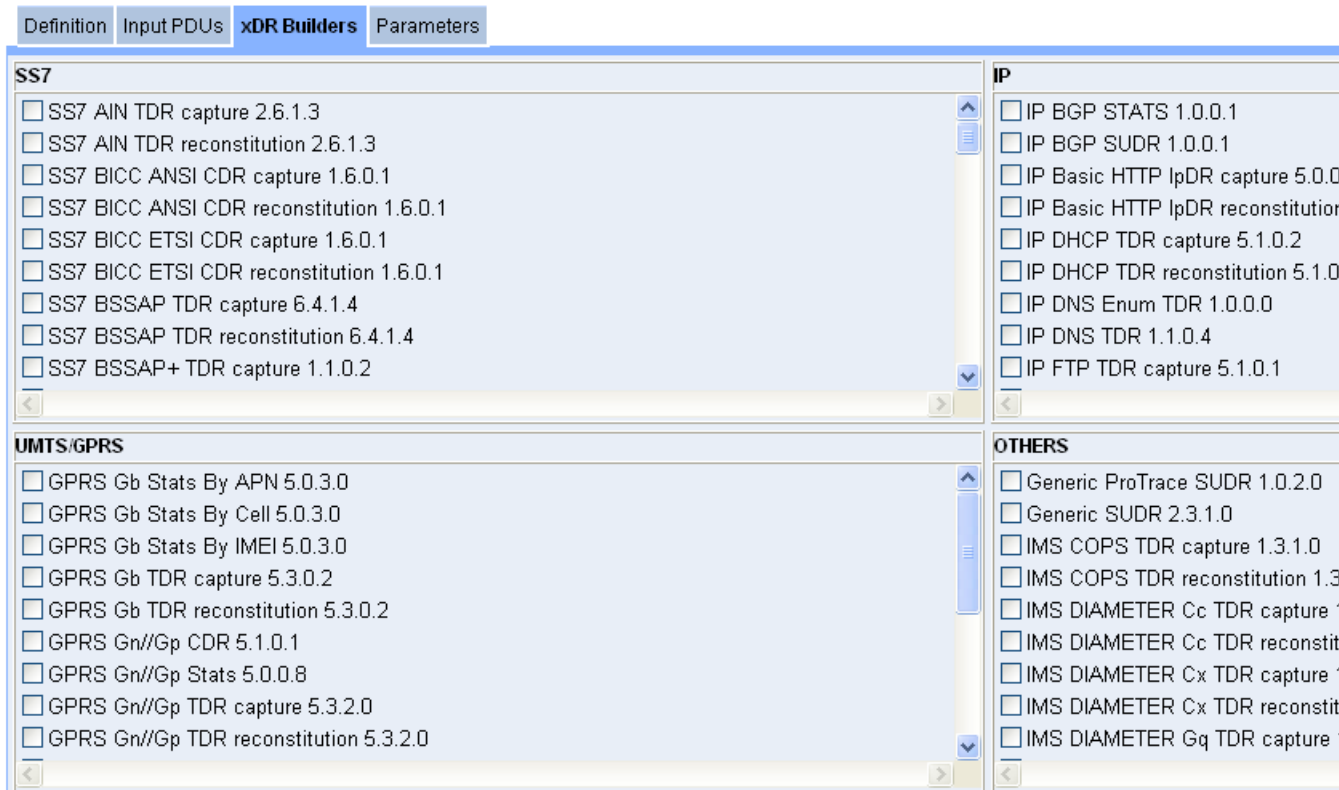 Definition Input PDUs xDR Builders Parameters
SS7
SS7 AIN TDR capture 2.6.1.3
SS7 AIN TDR reconstitution 2.6.1.3
SS7 BICC ANSI CDR capture 1.6.0.1
SS7 BICC ANSI CDR reconstitution 1.6.0.1
SS7 BICC ETSI CDR capture 1.6.0.1
SS7 BICC ETSI CDR reconstitution 1.6.0.1
SS7 BSSAP TDR capture 6.4.1.4
SS7 BSSAP TDR reconstitution 6.4.1.4
SS7 BSSAP+ TDR capture 1.1.0.2
IP
IP BGP STATS 1.0.0.1
IP BGP SUDR 1.0.0.1
IP Basic HTTP IpDR capture 5.0.0
IP Basic HTTP IpDR reconstitution
IP DHCP TDR capture 5.1.0.2
IP DHCP TDR reconstitution 5.1.0
IP DNS Enum TDR 1.0.0.0
IP DNS TDR 1.1.0.4
IP FTP TDR capture 5.1.0.1
UMTS/GPRS
GPRS Gb Stats By APN 5.0.3.0
GPRS Gb Stats By Cell 5.0.3.0
GPRS Gb Stats By IMEI 5.0.3.0
GPRS Gb TDR capture 5.3.0.2
GPRS Gb TDR reconstitution 5.3.0.2
GPRS Gn//Gp CDR 5.1.0.1
GPRS Gn//Gp Stats 5.0.0.8
GPRS Gn//Gp TDR capture 5.3.2.0
GPRS Gn//Gp TDR reconstitution 5.3.2.0
OTHERS
Generic ProTrace SUDR 1.0.2.0
Generic SUDR 2.3.1.0
IMS COPS TDR capture 1.3.1.0
IMS COPS TDR reconstitution 1.3
IMS DIAMETER Cc TDR capture
IMS DIAMETER Cc TDR reconstit
IMS DIAMETER Cx TDR capture
IMS DIAMETER Cx TDR reconstit
IMS DIAMETER Gq TDR capture